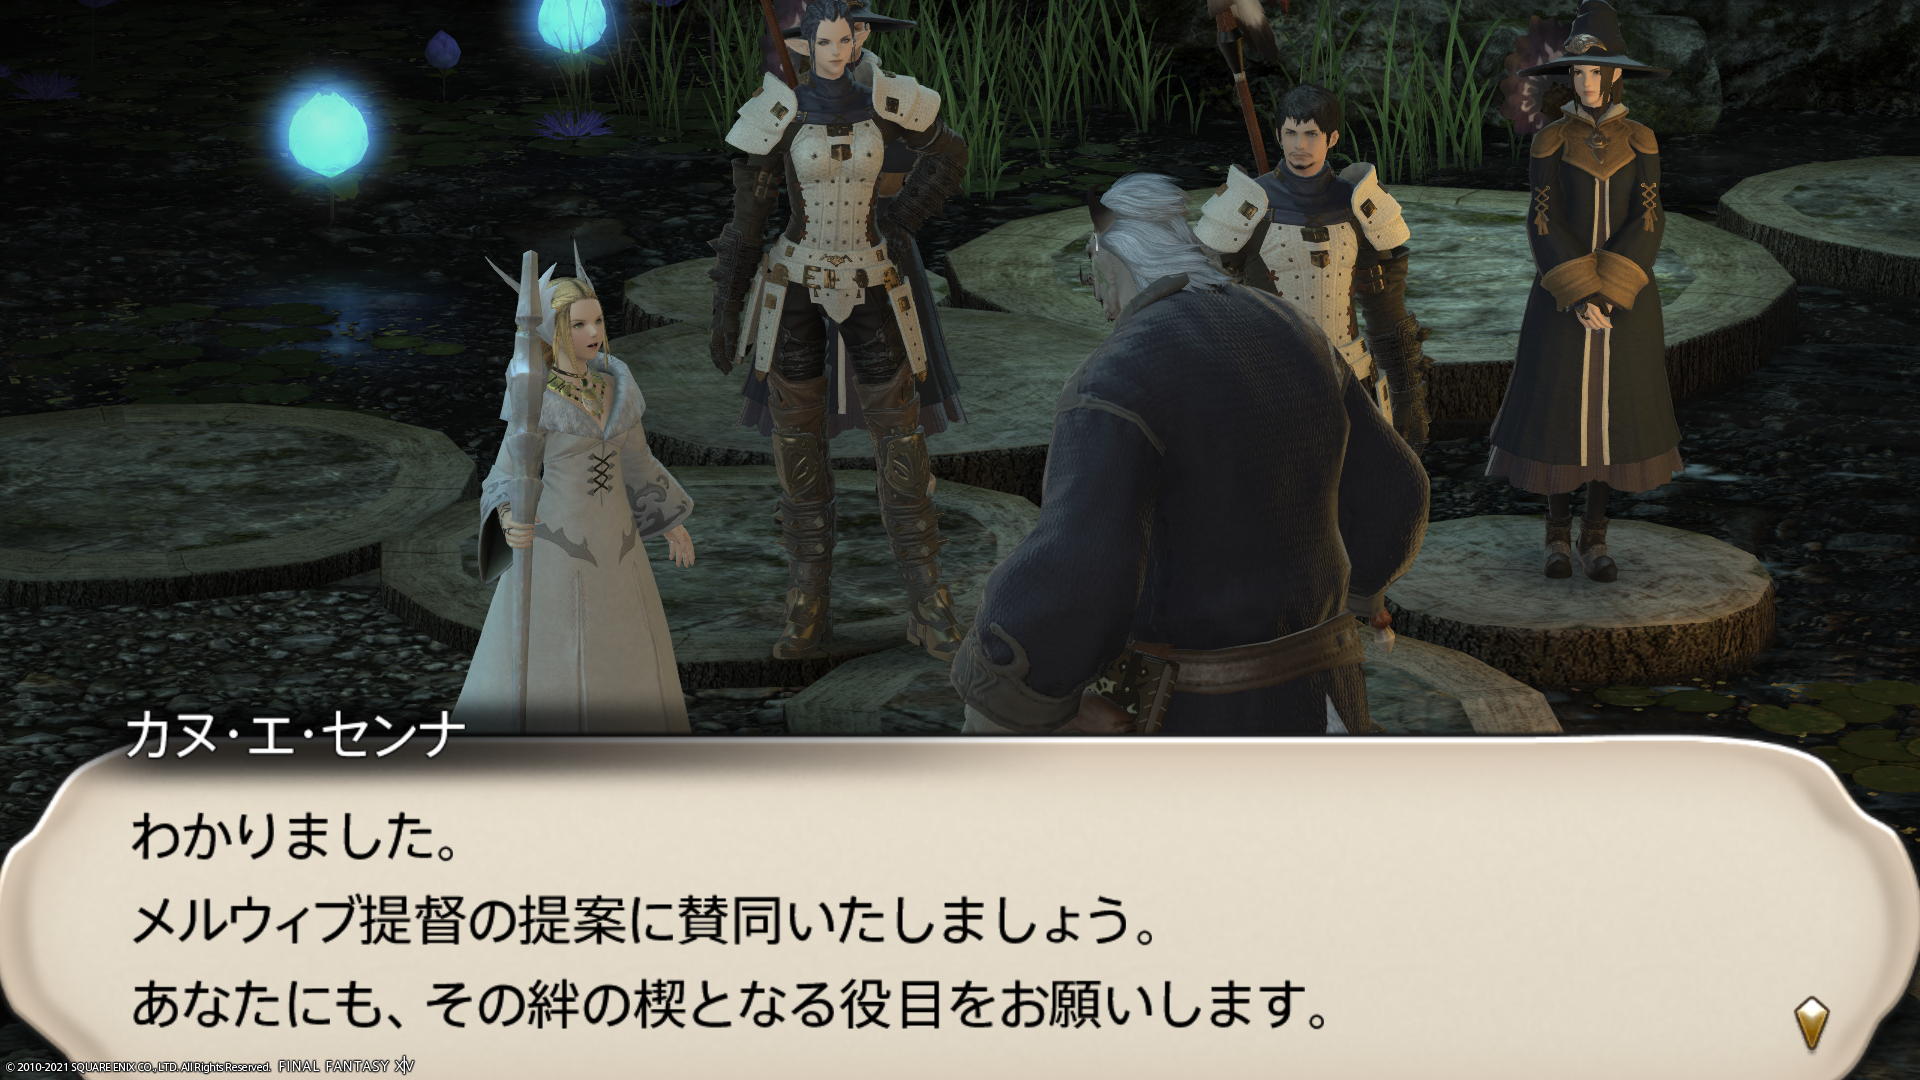 カヌ・エ・センナ
わかりました。
メルウィブ提督の提案に賛同いたしましょう。
あなたにも、その絆の楔となる役目をお願いします。
© 2010-2021 SQUARE ENIX CO., LTD. All Rights Reserved. FINAL FANTASY XIV